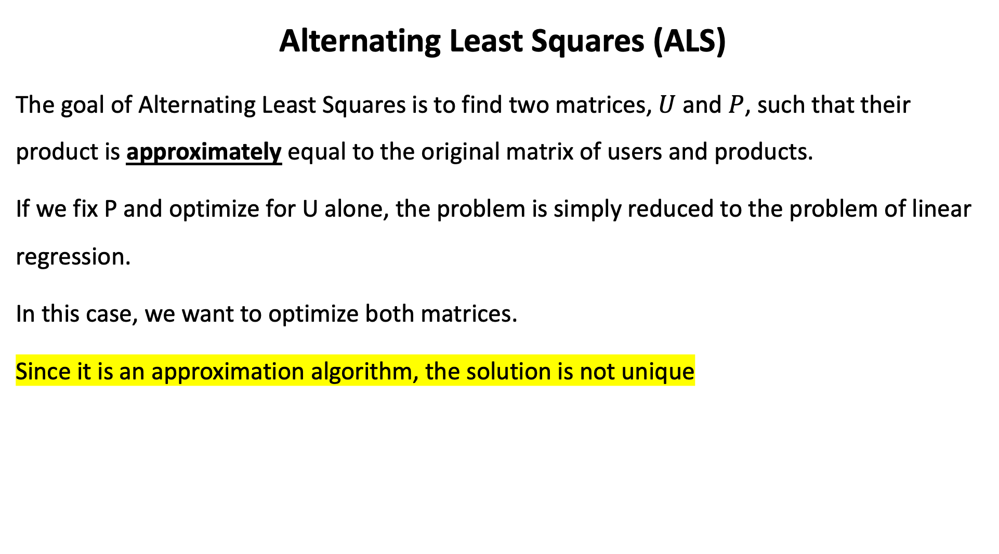 Alternating Least Squares (ALS)
The goal of Alternating Least Squares is to find two matrices, U and P, such that their
product is approximately equal to the original matrix of users and products.
If we fix P and optimize for U alone, the problem is simply reduced to the problem of linear
regression.
In this case, we want to optimize both matrices.
Since it is an approximation algorithm, the solution is not unique